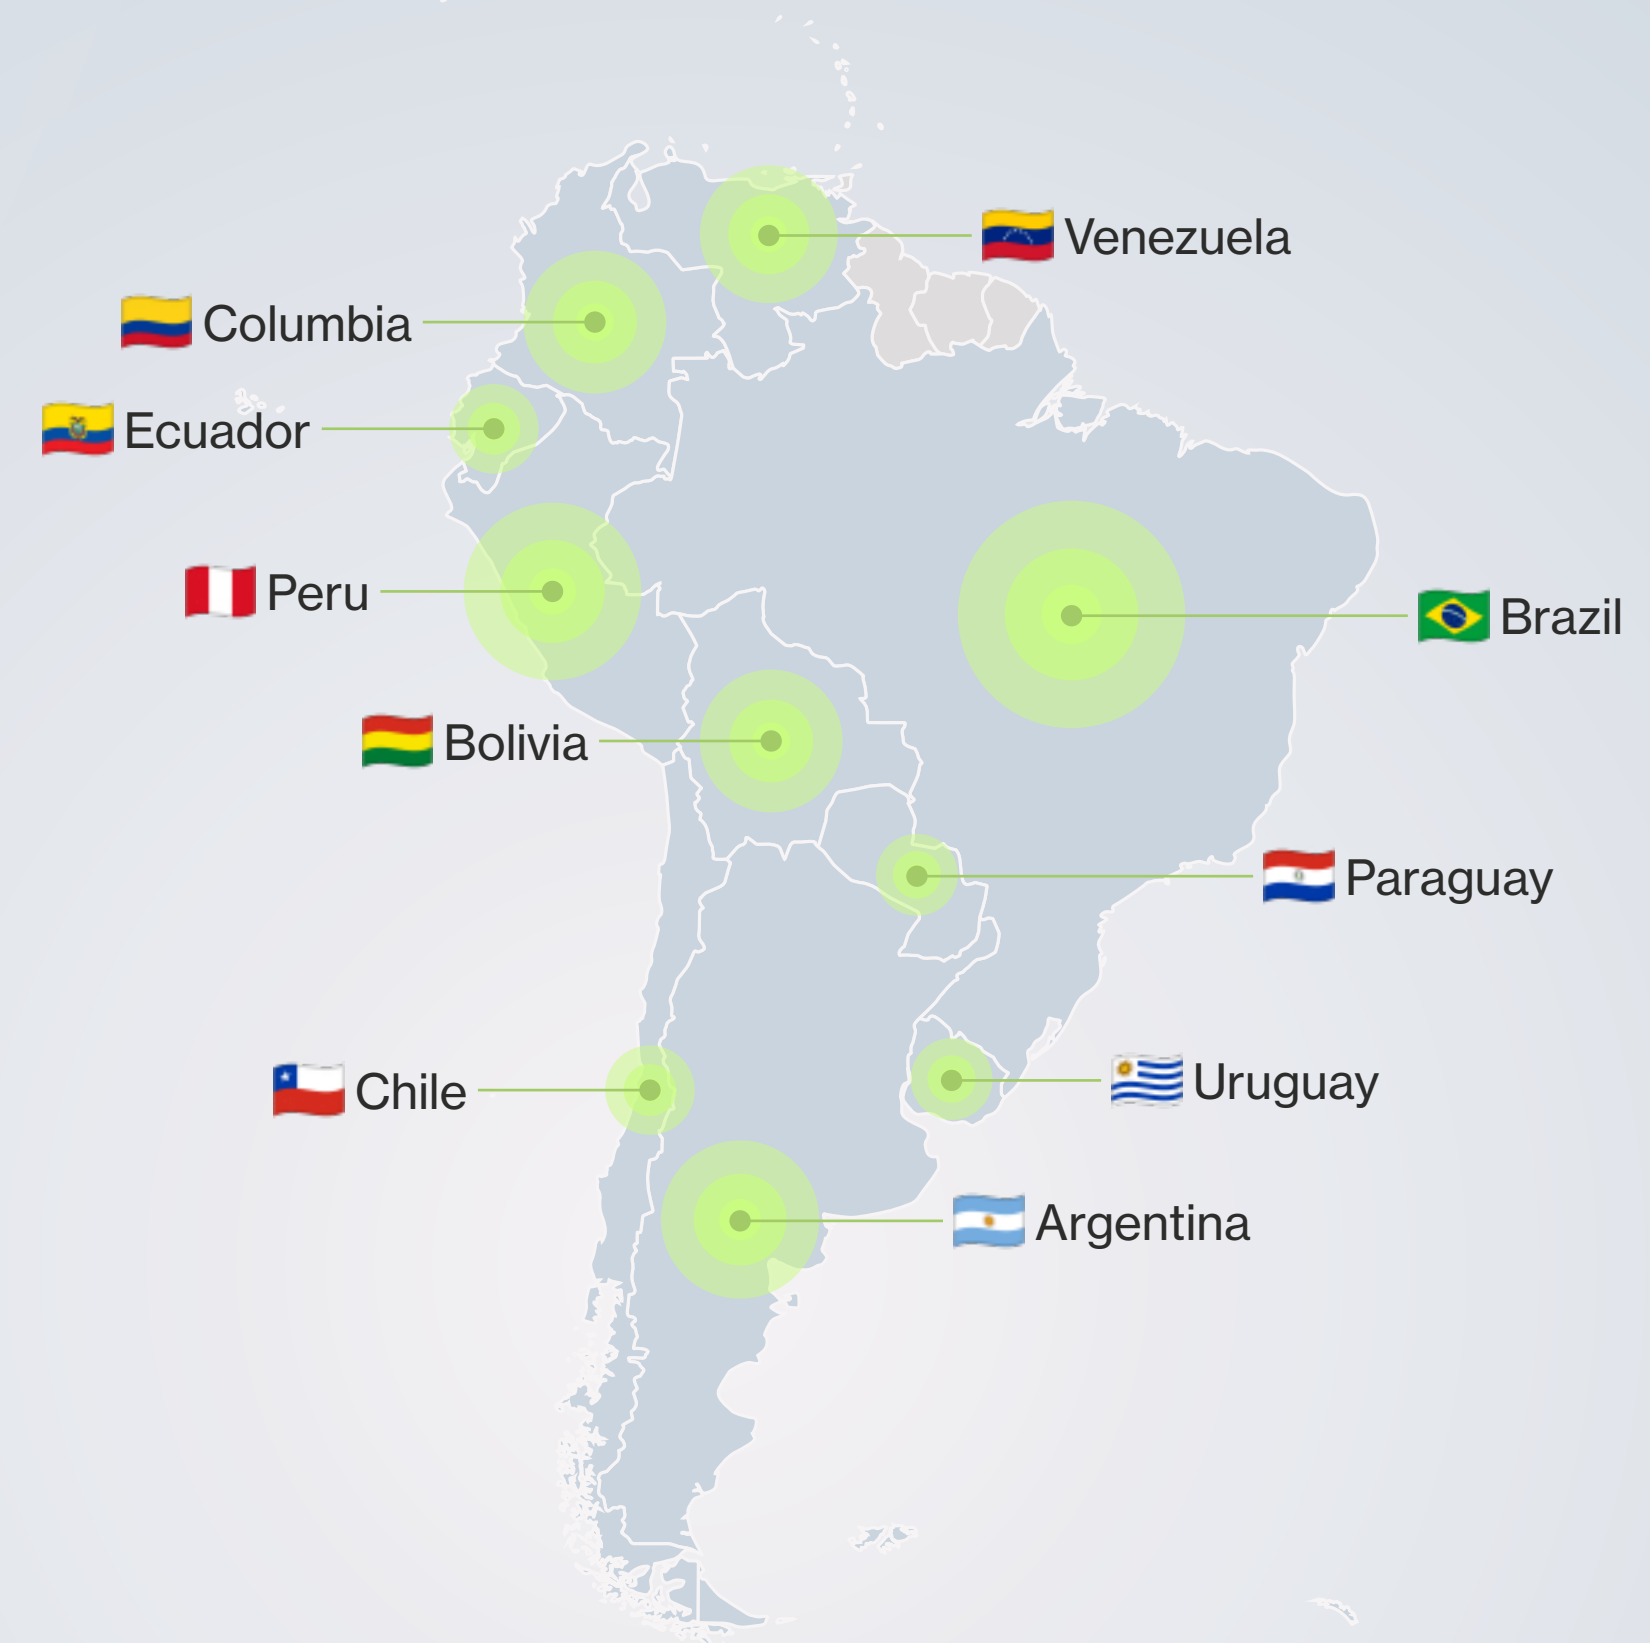 Venezuela
Columbia
Ecuador
Peru
Brazil
Bolivia
Paraguay
Chile
Uruguay
Argentina